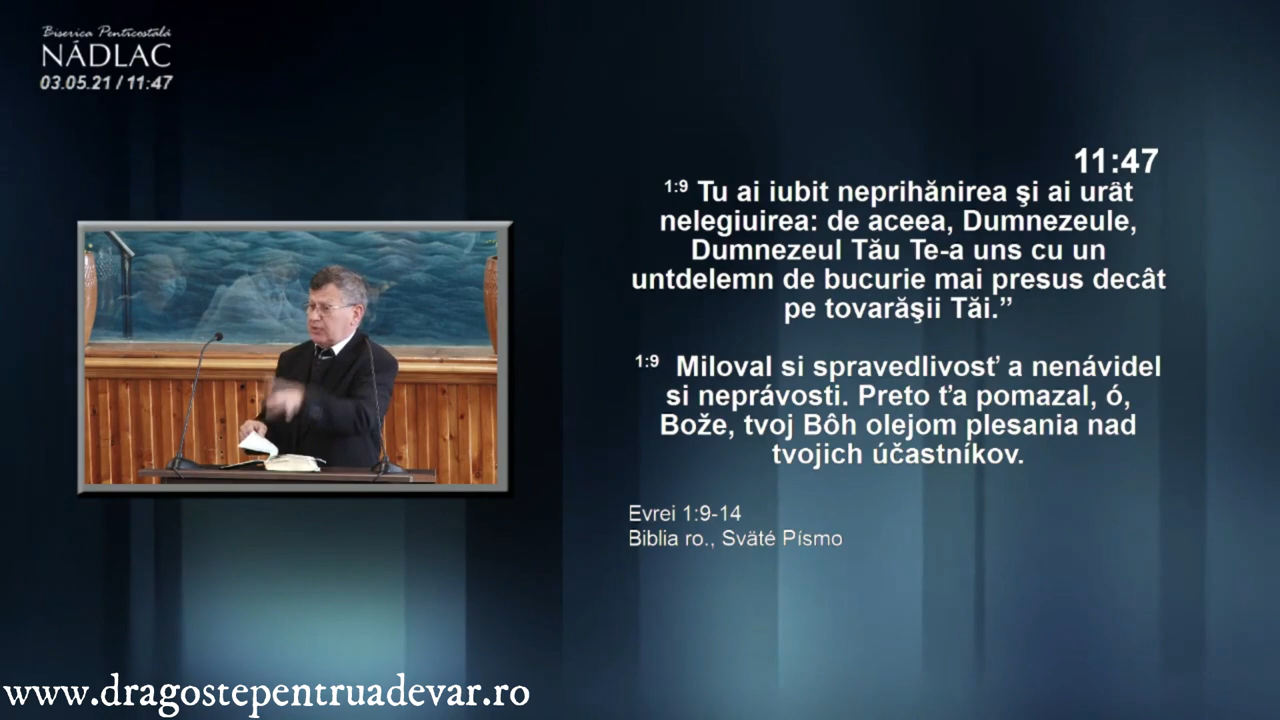 Biserica Penticostală
NĂDLAC
03.05.21 / 11:47
11:47
1:9 Tu ai iubit neprihănirea şi ai urât
nelegiuirea: de aceea, Dumnezeule,
Dumnezeul Tău Te-a uns cu un
untdelemn de bucurie mai presus decât
pe tovarăşii Tăi.”
1:9 Miloval si spravedlivosť a nenávidel
si neprávosti. Preto ťa pomazal, ó,
Bože, tvoj Bôh olejom plesania nad
tvojich účastníkov.
Evrei 1:9-14
Biblia ro., Sväté Písmo
www.dragostepentruadevar.ro